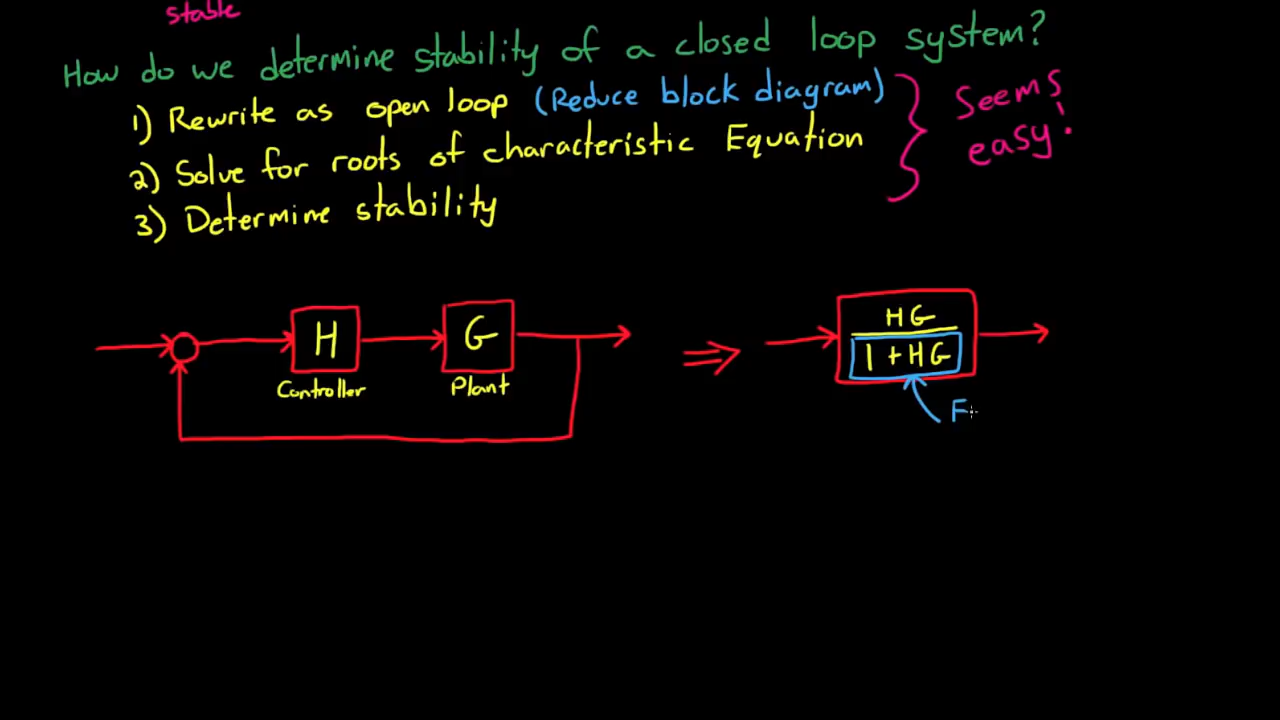 stable
How do we determine stability of a closed loop system?
1) Rewrite as open loop (Reduce block diagram)
2) Solve for roots of characteristic Equation
3) Determine stability
Seems
easy!
H
Controller
G
Plant
⇒
HG
1 + HG
F